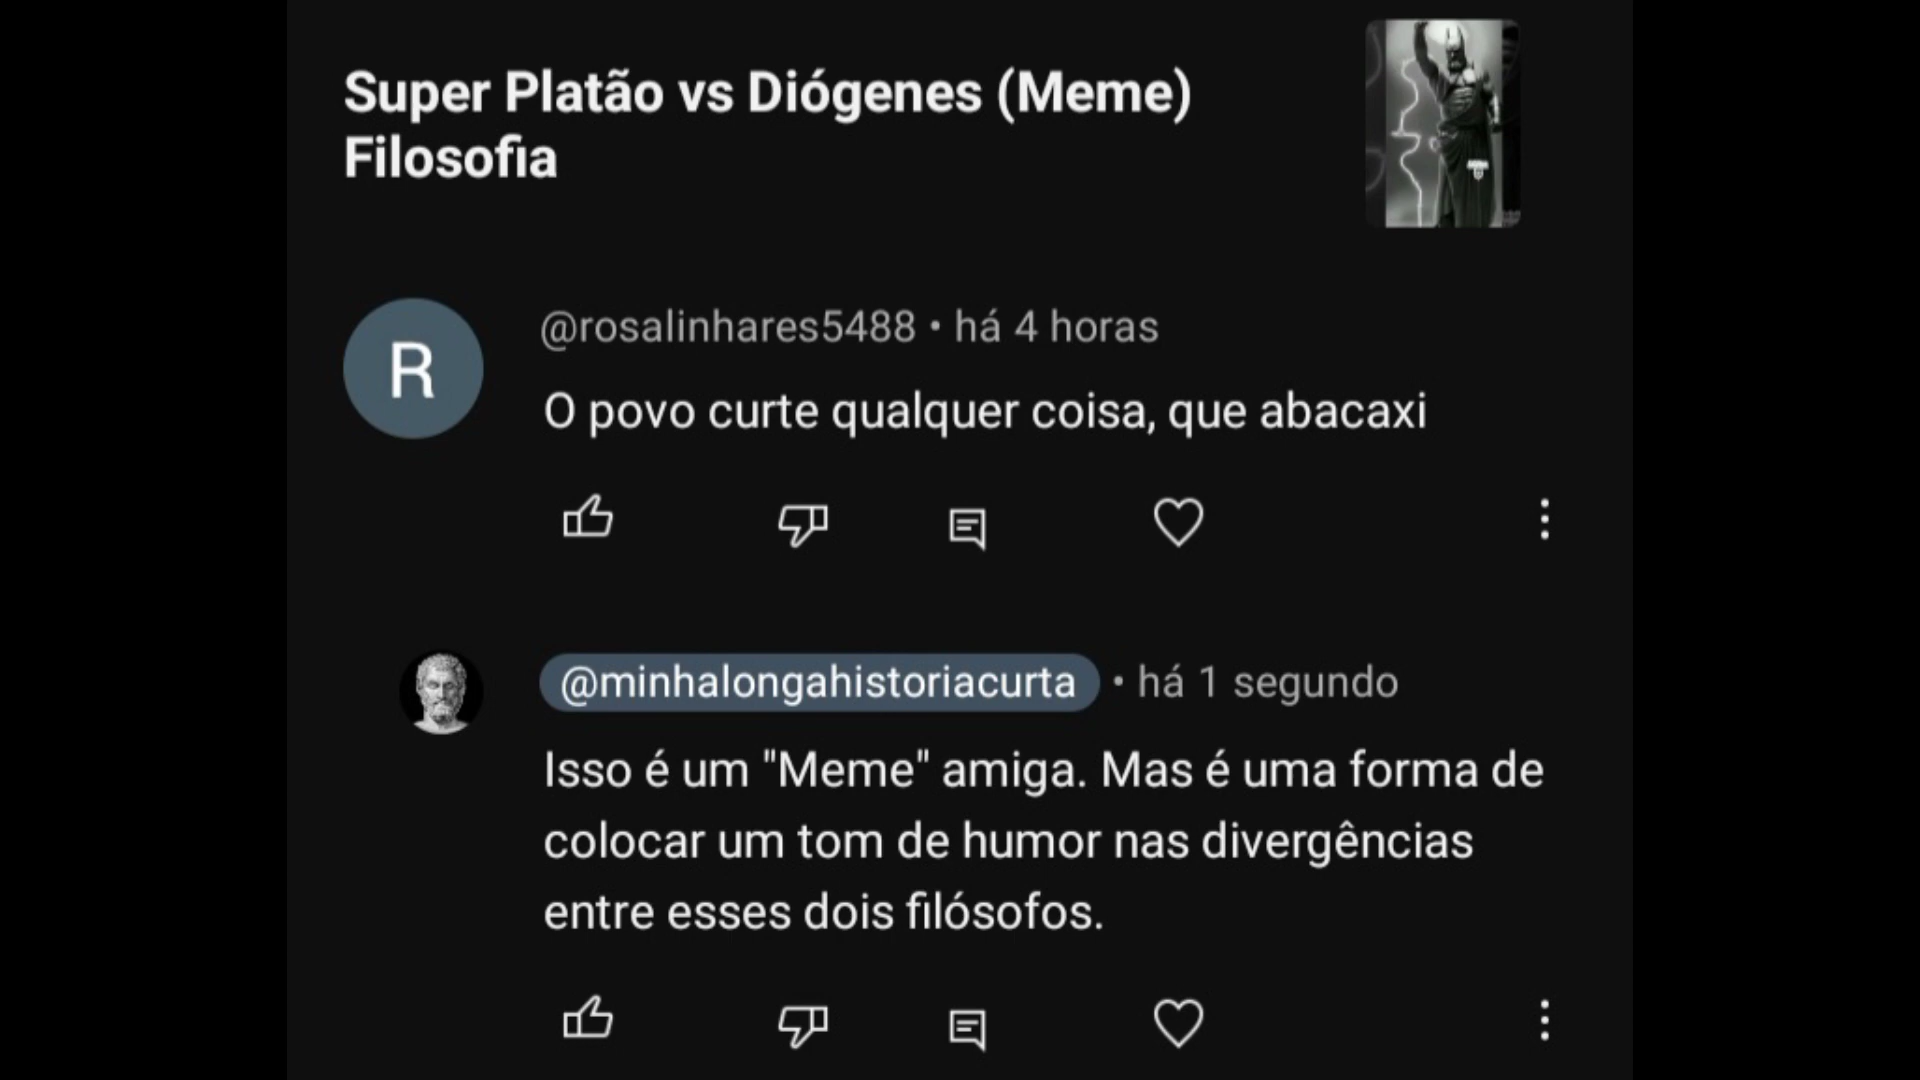 Super Platão vs Diógenes (Meme)
Filosofia
R
@rosalinhares5488 • há 4 horas
O povo curte qualquer coisa, que abacaxi
@minhalongahistoriacurta • há 1 segundo
Isso é um "Meme" amiga. Mas é uma forma de
colocar um tom de humor nas divergências
entre esses dois filósofos.